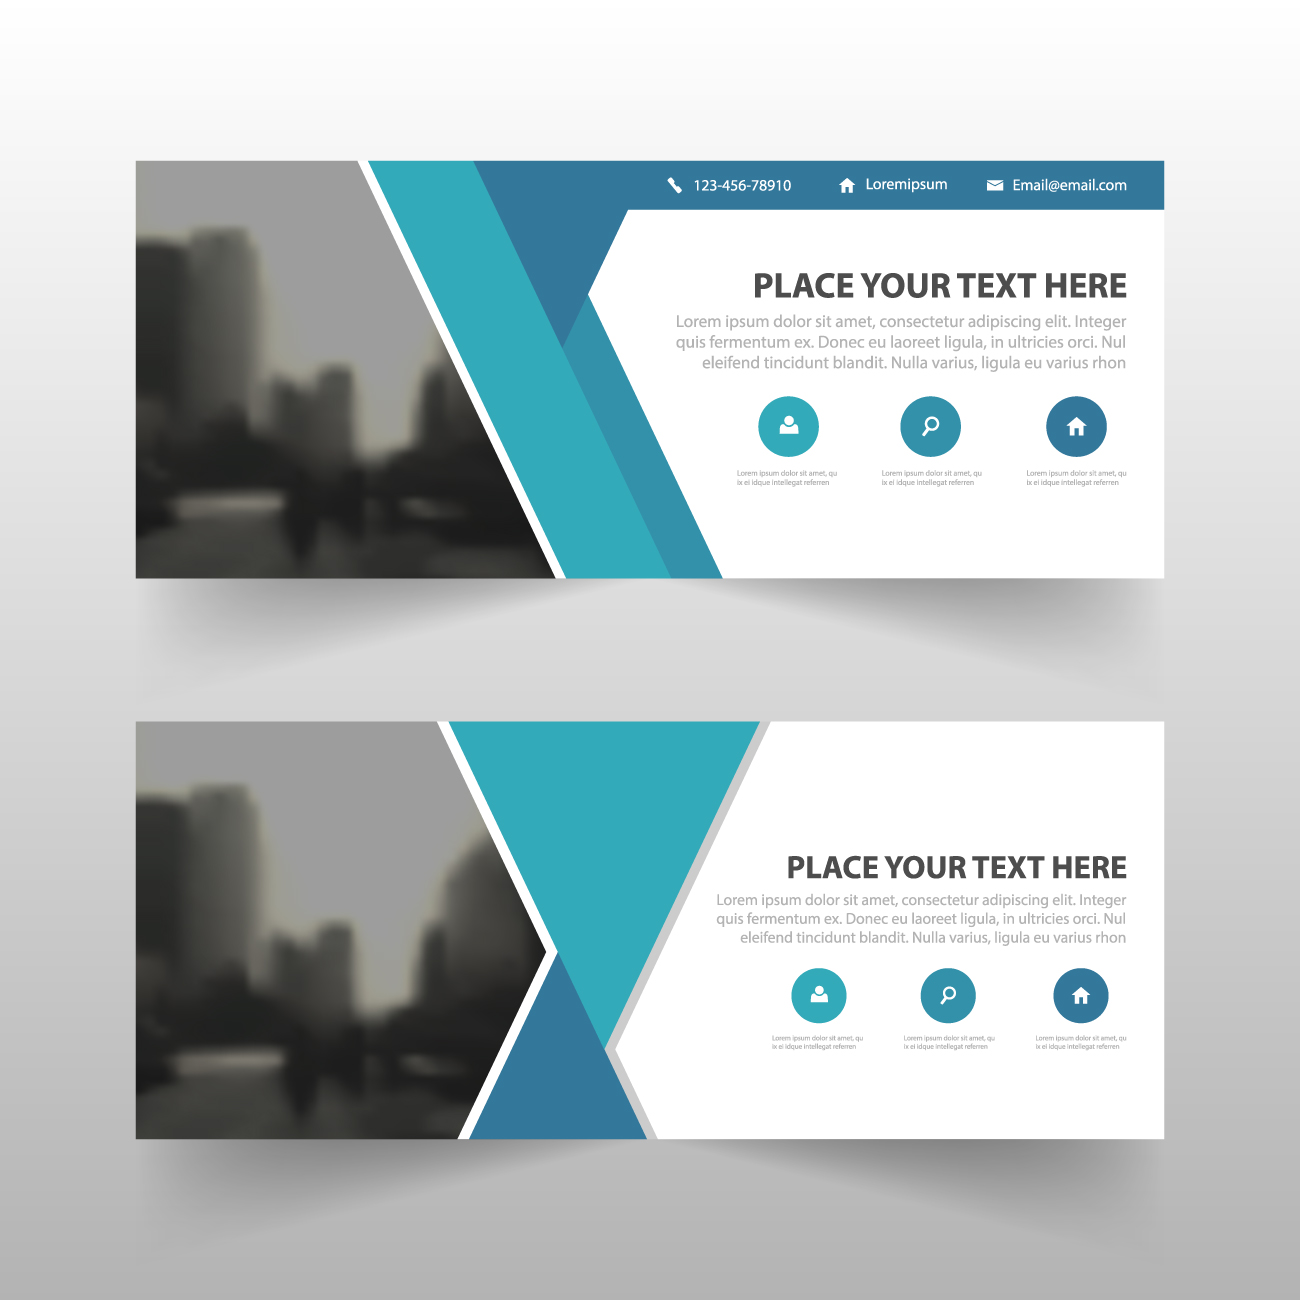 123-456-78910 Loremipsum Email@email.com
PLACE YOUR TEXT HERE
Lorem ipsum dolor sit amet, consectetur adipiscing elit. Integer
quis fermentum ex. Donec eu laoreet ligula, in ultricies orci. Nul
eleifend tincidunt blandit. Nulla varius, ligula eu varius rhon
Lorem ipsum dolor sit amet, qu
ix ei idque intellegat referren
Lorem ipsum dolor sit amet, qu
ix ei idque intellegat referren
Lorem ipsum dolor sit amet, qu
ix ei idque intellegat referren
PLACE YOUR TEXT HERE
Lorem ipsum dolor sit amet, consectetur adipiscing elit. Integer
quis fermentum ex. Donec eu laoreet ligula, in ultricies orci. Nul
eleifend tincidunt blandit. Nulla varius, ligula eu varius rhon
Lorem ipsum dolor sit amet, qu
ix ei idque intellegat referren
Lorem ipsum dolor sit amet, qu
ix ei idque intellegat referren
Lorem ipsum dolor sit amet, qu
ix ei idque intellegat referren